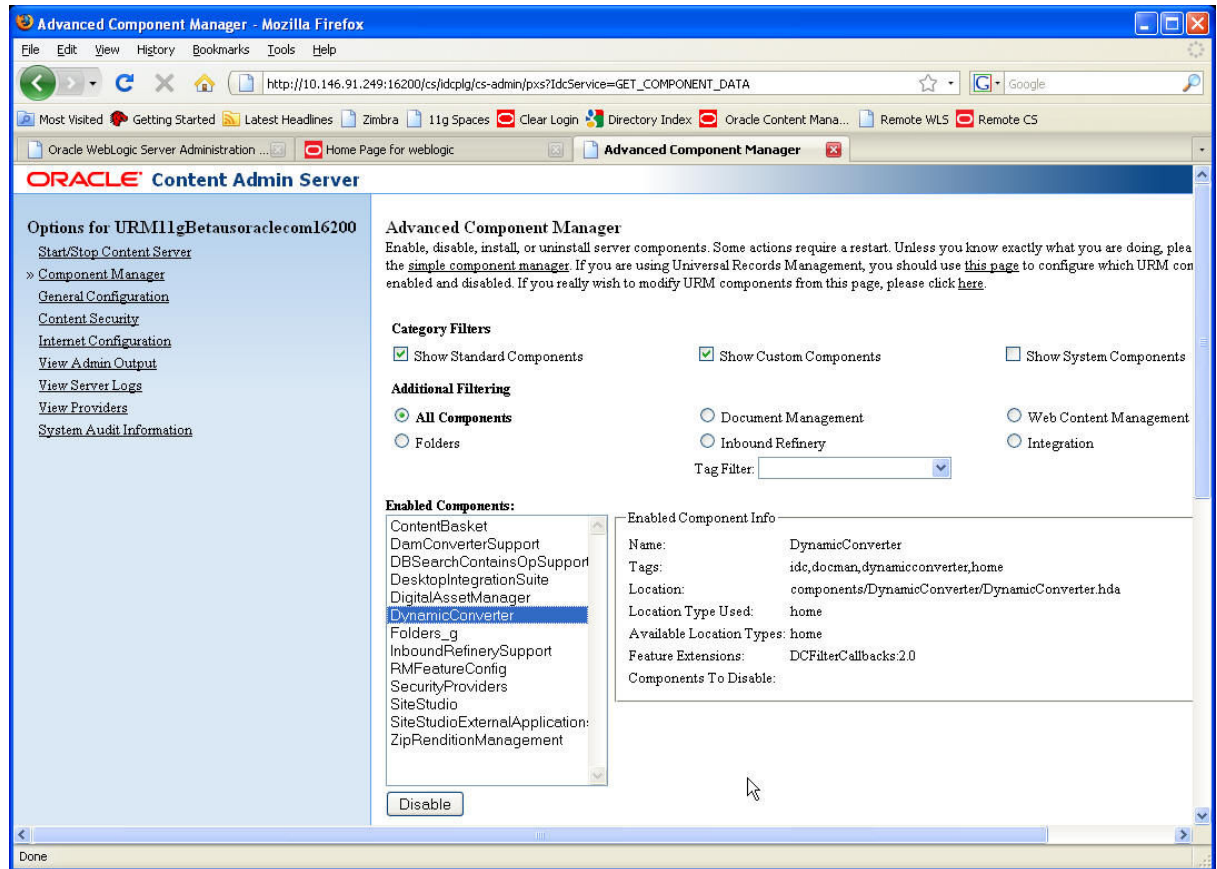 Advanced Component Manager - Mozilla Firefox
File Edit View History Bookmarks Tools Help
http://10.146.91.249:16200/cs/idcplg/cs-admin/pxs?IdcService=GET_COMPONENT_DATA
G Google
Most Visited Getting Started Latest Headlines Zimbra 11g Spaces Clear Login Directory Index Oracle Content Mana... Remote WLS Remote CS
Oracle WebLogic Server Administration ... Home Page for weblogic Advanced Component Manager
ORACLE Content Admin Server
Options for URM11gBetausoraclecom16200
Start/Stop Content Server
» Component Manager
General Configuration
Content Security
Internet Configuration
View Admin Output
View Server Logs
View Providers
System Audit Information
Advanced Component Manager
Enable, disable, install, or uninstall server components. Some actions require a restart. Unless you know exactly what you are doing, plea
the simple component manager. If you are using Universal Records Management, you should use this page to configure which URM con
enabled and disabled. If you really wish to modify URM components from this page, please click here.
Category Filters
Show Standard Components Show Custom Components Show System Components
Additional Filtering
All Components Document Management Web Content Management
Folders Inbound Refinery Integration
Tag Filter:
Enabled Components:
ContentBasket
DamConverterSupport
DBSearchContainsOpSupport
DesktopIntegrationSuite
DigitalAssetManager
DynamicConverter
Folders_g
InboundRefinerySupport
RMFeatureConfig
SecurityProviders
SiteStudio
SiteStudioExternalApplication
ZipRenditionManagement
Disable
Enabled Component Info
Name: DynamicConverter
Tags: idc,docman,dynamicconverter,home
Location: components/DynamicConverter/DynamicConverter.hda
Location Type Used: home
Available Location Types: home
Feature Extensions: DCFilterCallbacks:2.0
Components To Disable:
Done